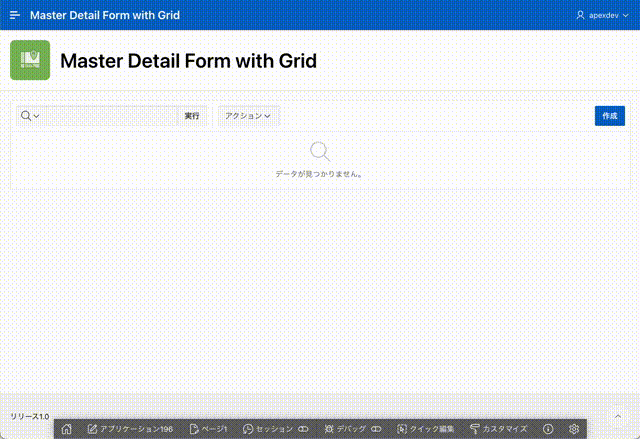 Master Detail Form with Grid
apexdev
Master Detail Form with Grid
実行
アクション
作成
データが見つかりません。
リリース1.0
アプリケーション196
ページ1
セッション
デバッグ
クイック編集
カスタマイズ